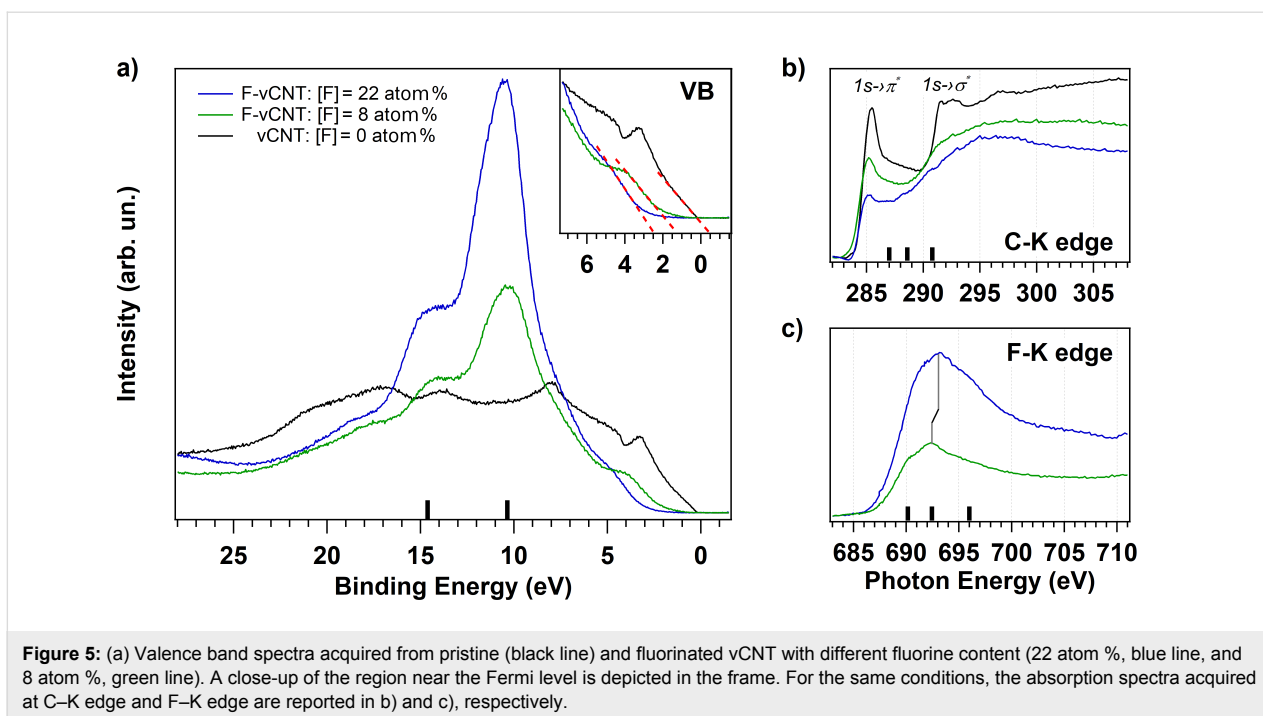 a)
F-vCNT: [F] = 22 atom %
F-vCNT: [F] = 8 atom %
vCNT: [F] = 0 atom %
VB
6 4 2 0
Intensity (arb. un.)
25 20 15 10 5 0
Binding Energy (eV)
b)
1s->π* 1s->σ*
C-K edge
285 290 295 300 305
c)
F-K edge
685 690 695 700 705 710
Photon Energy (eV)
Figure 5: (a) Valence band spectra acquired from pristine (black line) and fluorinated vCNT with different fluorine content (22 atom %, blue line, and
8 atom %, green line). A close-up of the region near the Fermi level is depicted in the frame. For the same conditions, the absorption spectra acquired
at C–K edge and F–K edge are reported in b) and c), respectively.